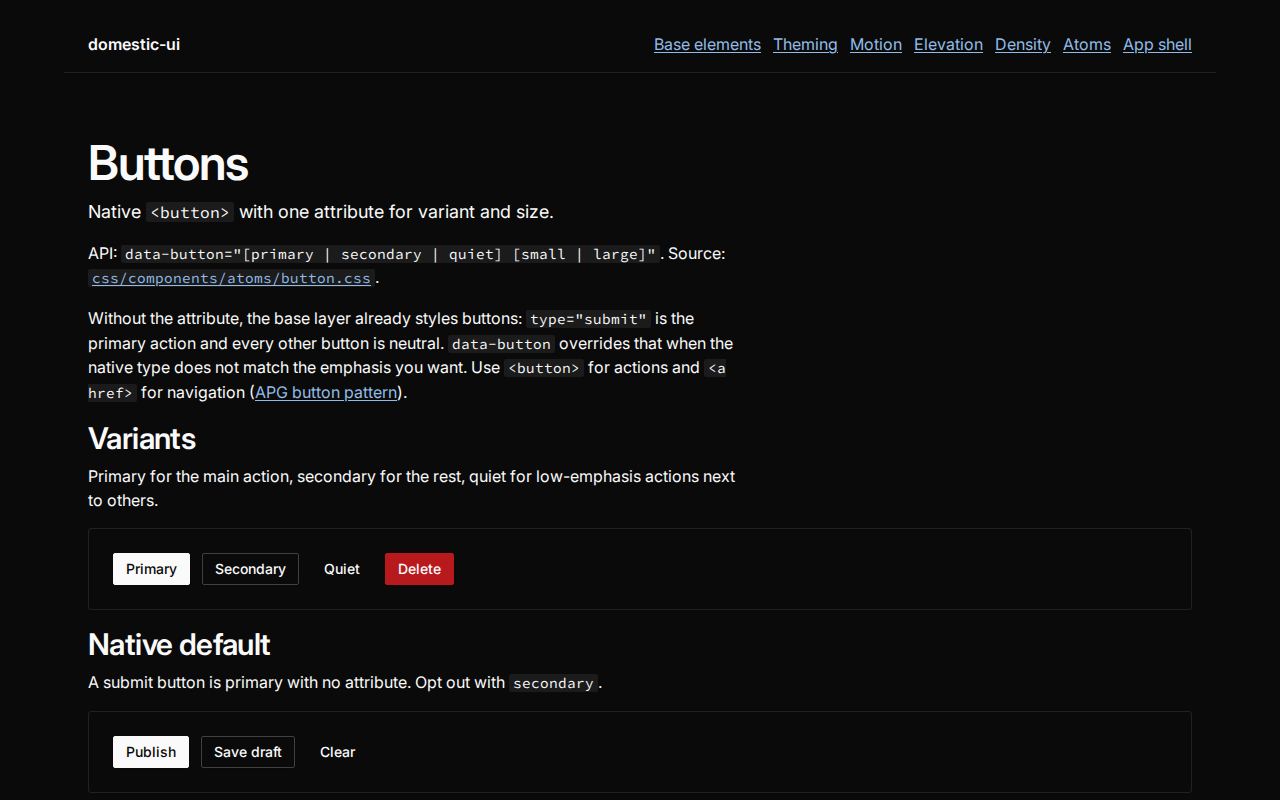 domestic-ui
Base elements Theming Motion Elevation Density Atoms App shell
Buttons
Native <button> with one attribute for variant and size.
API: data-button="[primary | secondary | quiet] [small | large]". Source:
css/components/atoms/button.css.
Without the attribute, the base layer already styles buttons: type="submit" is the
primary action and every other button is neutral. data-button overrides that when the
native type does not match the emphasis you want. Use <button> for actions and <a
href> for navigation (APG button pattern).
Variants
Primary for the main action, secondary for the rest, quiet for low-emphasis actions next
to others.
Primary Secondary Quiet Delete
Native default
A submit button is primary with no attribute. Opt out with secondary.
Publish Save draft Clear